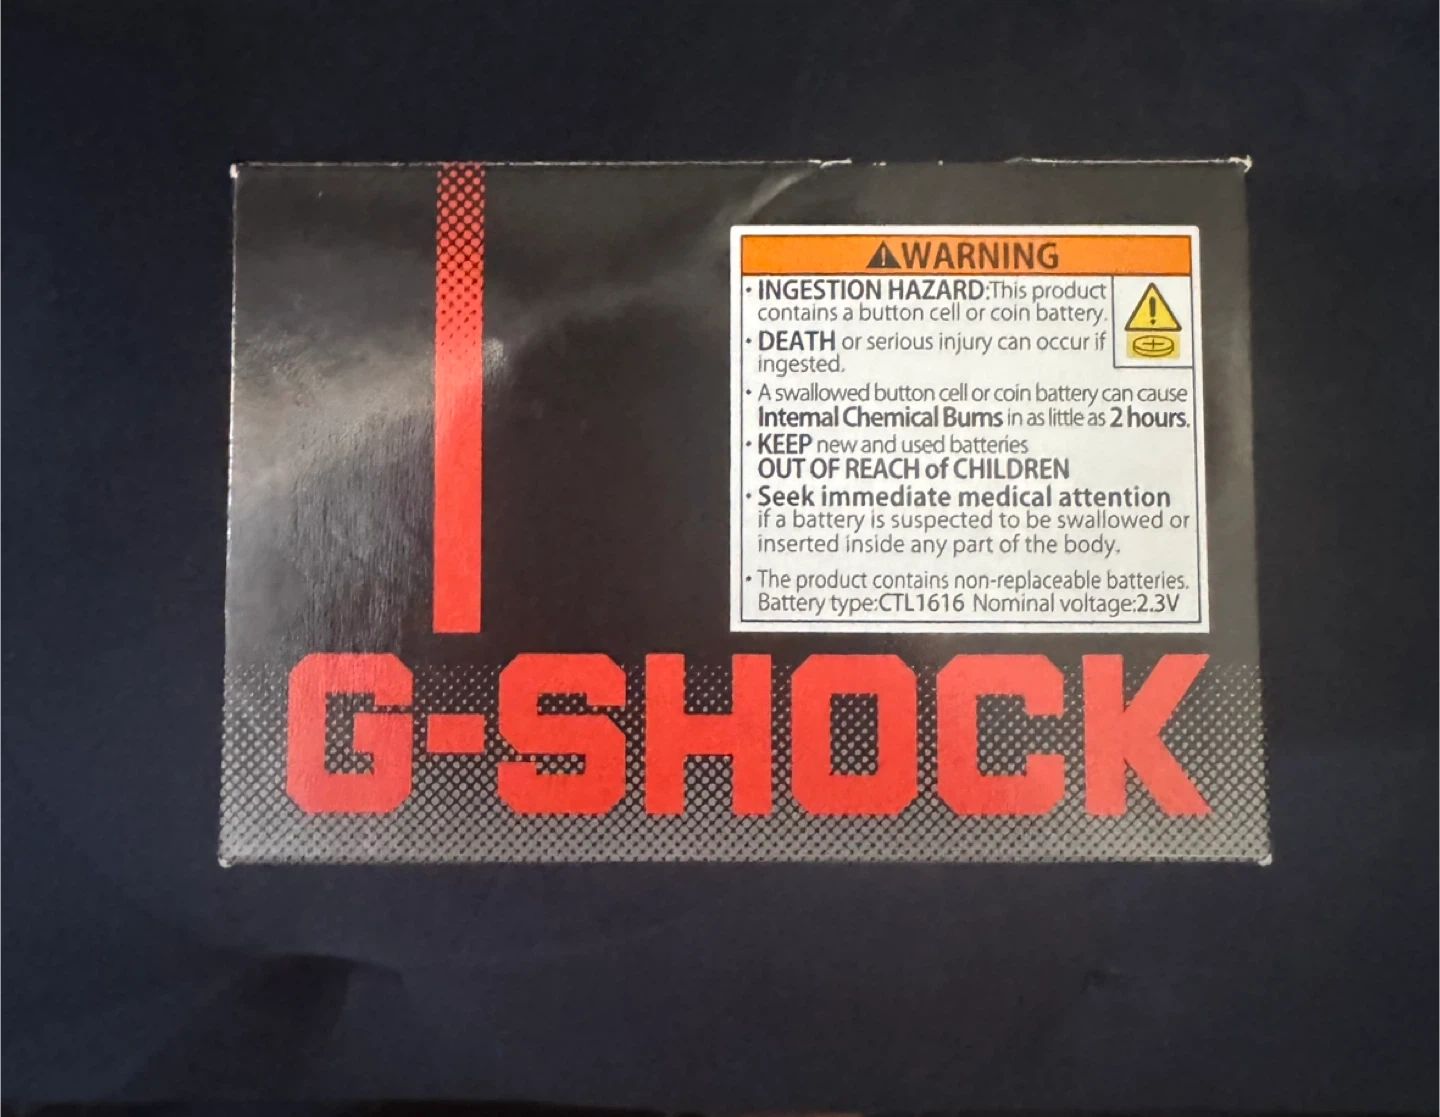 WARNING
· INGESTION HAZARD:This product
contains a button cell or coin battery.
· DEATH or serious injury can occur if
ingested.
· A swallowed button cell or coin battery can cause
Internal Chemical Burns in as little as 2 hours.
· KEEP new and used batteries
OUT OF REACH of CHILDREN
· Seek immediate medical attention
if a battery is suspected to be swallowed or
inserted inside any part of the body.
· The product contains non-replaceable batteries.
Battery type:CTL1616 Nominal voltage:2.3V
G-SHOCK